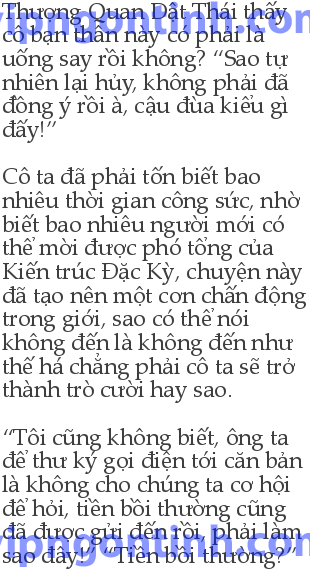 Thượng Quan Dật Thái thấy
cô bạn thân này có phải là
uống say rồi không? “Sao tự
nhiên lại hủy, không phải đã
đồng ý rồi à, cậu đùa kiểu gì
đấy!”
Cô ta đã phải tốn biết bao
nhiêu thời gian công sức, nhờ
biết bao nhiêu người mới có
thể mời được phó tổng của
Kiến trúc Đặc Kỳ, chuyện này
đã tạo nên một cơn chấn động
trong giới, sao có thể nói
không đến là không đến như
thế há chẳng phải cô ta sẽ trở
thành trò cười hay sao.
“Tôi cũng không biết, ông ta
để thư ký gọi điện tới căn bản
là không cho chúng ta cơ hội
để hỏi, tiền bồi thường cũng
đã được gửi đến rồi, phải làm
sao đây!” “Tiền bồi thường?”
vipngontinh.com
vipngontinh.com